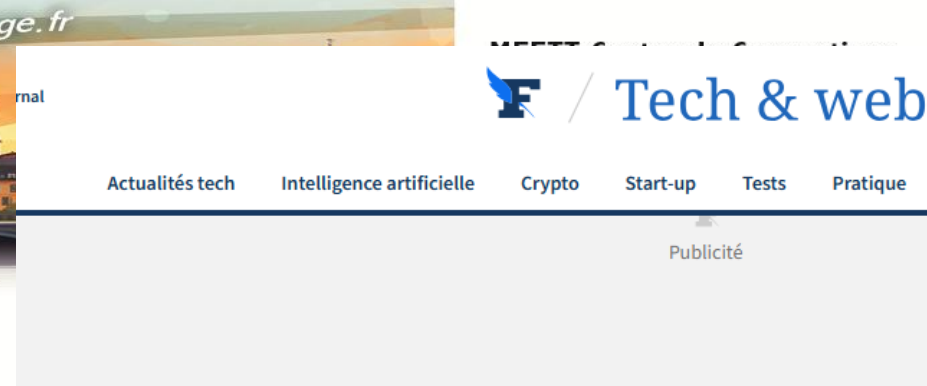 ge.fr
rnal
F / Tech & web
Actualités tech Intelligence artificielle Crypto Start-up Tests Pratique
Publicité